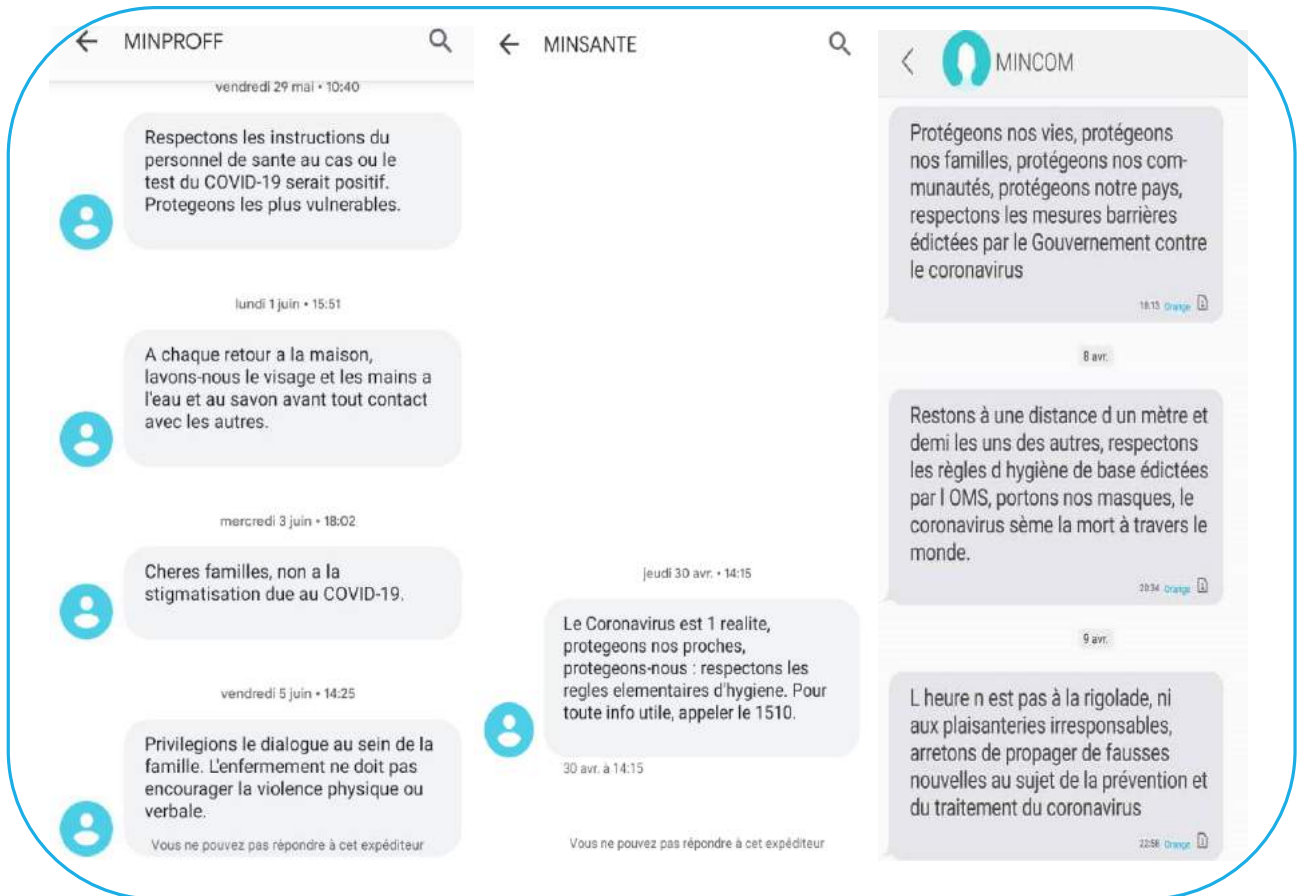 MINPROFF
vendredi 29 mai • 10:40
Respectons les instructions du
personnel de sante au cas ou le
test du COVID-19 serait positif.
Protegeons les plus vulnerables.
lundi 1 juin • 15:51
A chaque retour a la maison,
lavons-nous le visage et les mains a
l'eau et au savon avant tout contact
avec les autres.
mercredi 3 juin • 18:02
Cheres familles, non a la
stigmatisation due au COVID-19.
vendredi 5 juin • 14:25
Privilegions le dialogue au sein de la
famille. L'enfermement ne doit pas
encourager la violence physique ou
verbale.
Vous ne pouvez pas répondre à cet expéditeur
MINSANTE
jeudi 30 avr. • 14:15
Le Coronavirus est 1 realite,
protegeons nos proches,
protegeons-nous : respectons les
regles elementaires d'hygiene. Pour
toute info utile, appeler le 1510.
30 avr. à 14:15
Vous ne pouvez pas répondre à cet expéditeur
MINCOM
Protégeons nos vies, protégeons
nos familles, protégeons nos com-
munautés, protégeons notre pays,
respectons les mesures barrières
édictées par le Gouvernement contre
le coronavirus
18:13 Orange
8 avr.
Restons à une distance d un mètre et
demi les uns des autres, respectons
les règles d hygiène de base édictées
par l OMS, portons nos masques, le
coronavirus sème la mort à travers le
monde.
20:34 Orange
9 avr.
L heure n est pas à la rigolade, ni
aux plaisanteries irresponsables,
arretons de propager de fausses
nouvelles au sujet de la prévention et
du traitement du coronavirus
22:58 Orange